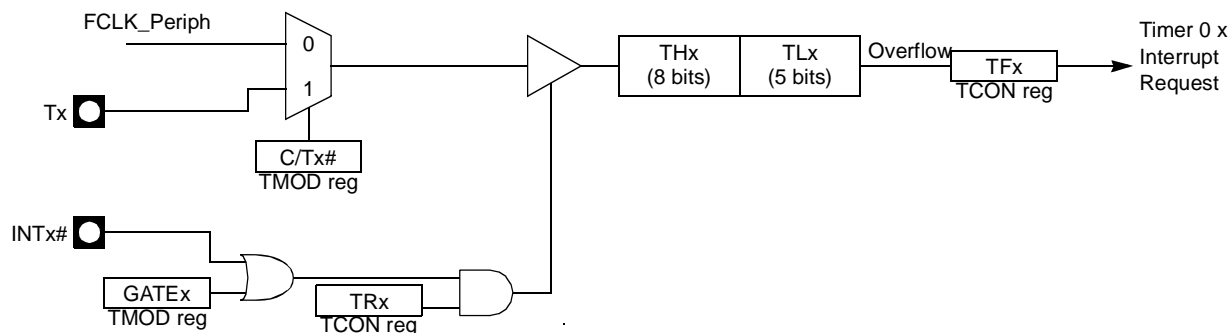 FCLK_Periph
0
1
Tx
C/Tx#
TMOD reg
THx
(8 bits)
TLx
(5 bits)
Overflow
TFx
TCON reg
Timer 0 x
Interrupt
Request
INTx#
GATEx
TMOD reg
TRx
TCON reg